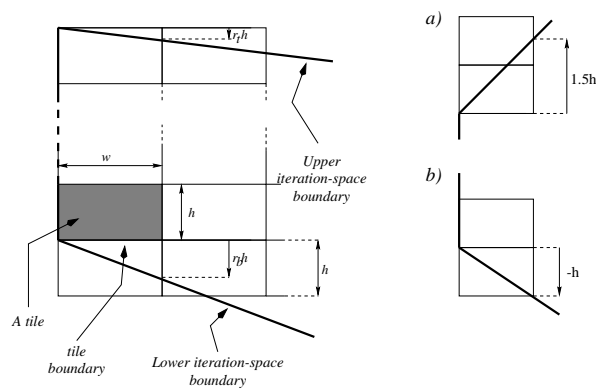 r_t h
w
Upper
iteration-space
boundary
h
r_b h
h
A tile
tile
boundary
Lower iteration-space
boundary
a)
1.5h
b)
-h